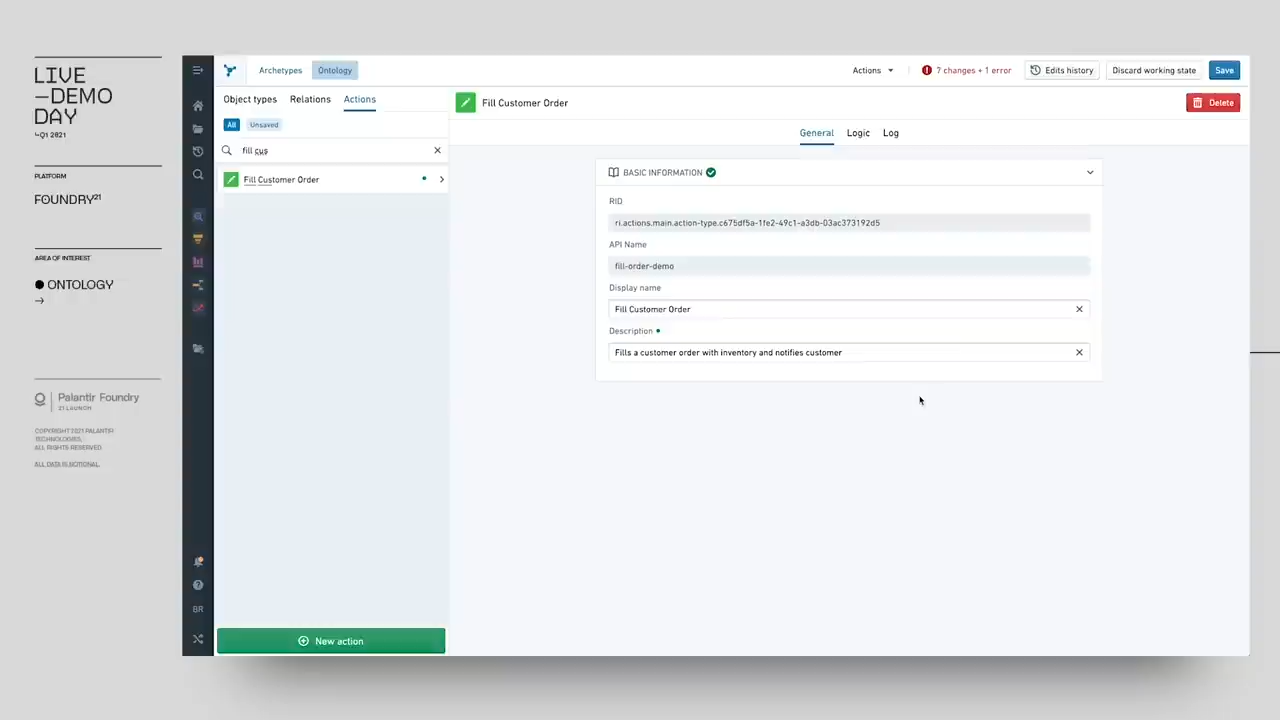 LIVE
—DEMO
DAY
↳Q1 2021
PLATFORM
FOUNDRY²¹
AREA OF INTEREST
● ONTOLOGY
→
Palantir Foundry
21 LAUNCH
COPYRIGHT 2021 PALANTIR
TECHNOLOGIES.
ALL RIGHTS RESERVED.
ALL DATA IS NOTIONAL.
Archetypes Ontology
Actions 7 changes + 1 error Edits history Discard working state Save
Object types Relations Actions
All Unsaved
fill cus
Fill Customer Order
New action
BR
Fill Customer Order Delete
General Logic Log
BASIC INFORMATION
RID
ri.actions.main.action-type.c675df5a-1fe2-49c1-a3db-03ac373192d5
API Name
fill-order-demo
Display name
Fill Customer Order
Description
Fills a customer order with inventory and notifies customer